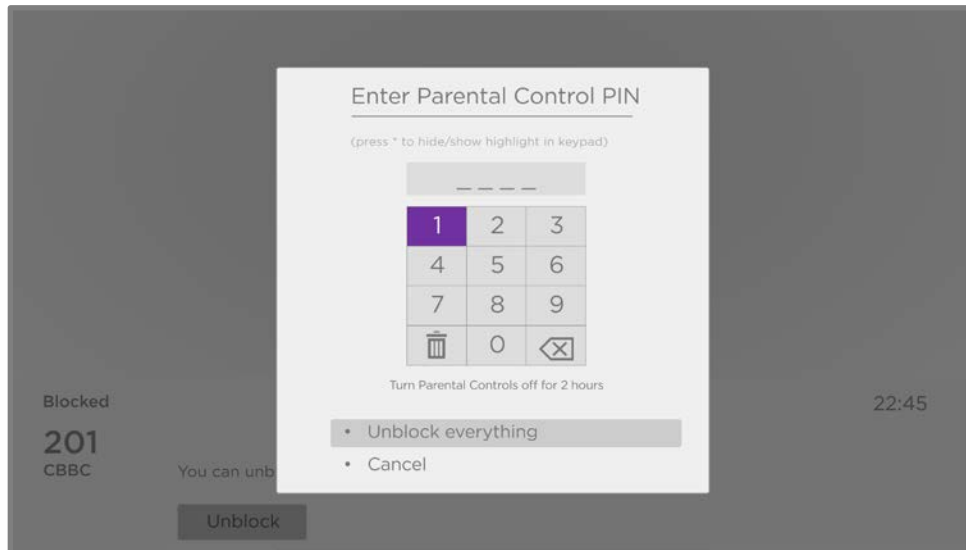 Enter Parental Control PIN
(press * to hide/show highlight in keypad)
_ _ _ _
1 2 3
4 5 6
7 8 9
0
Turn Parental Controls off for 2 hours
Blocked
22:45
• Unblock everything
201
• Cancel
CBBC
You can unb
Unblock